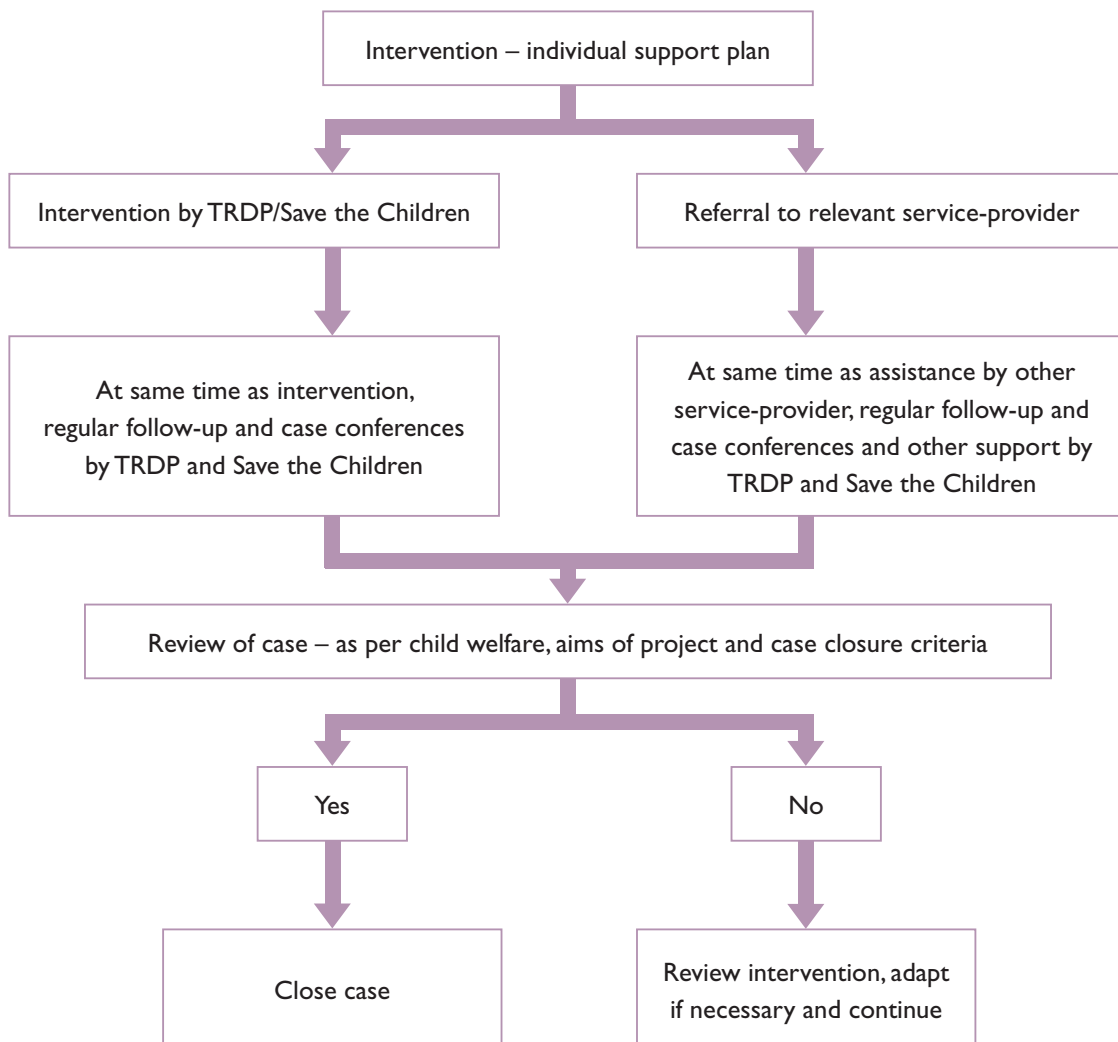 Intervention – individual support plan
Intervention by TRDP/Save the Children
Referral to relevant service-provider
At same time as intervention,
regular follow-up and case conferences
by TRDP and Save the Children
At same time as assistance by other
service-provider, regular follow-up and
case conferences and other support by
TRDP and Save the Children
Review of case – as per child welfare, aims of project and case closure criteria
Yes
No
Close case
Review intervention, adapt
if necessary and continue